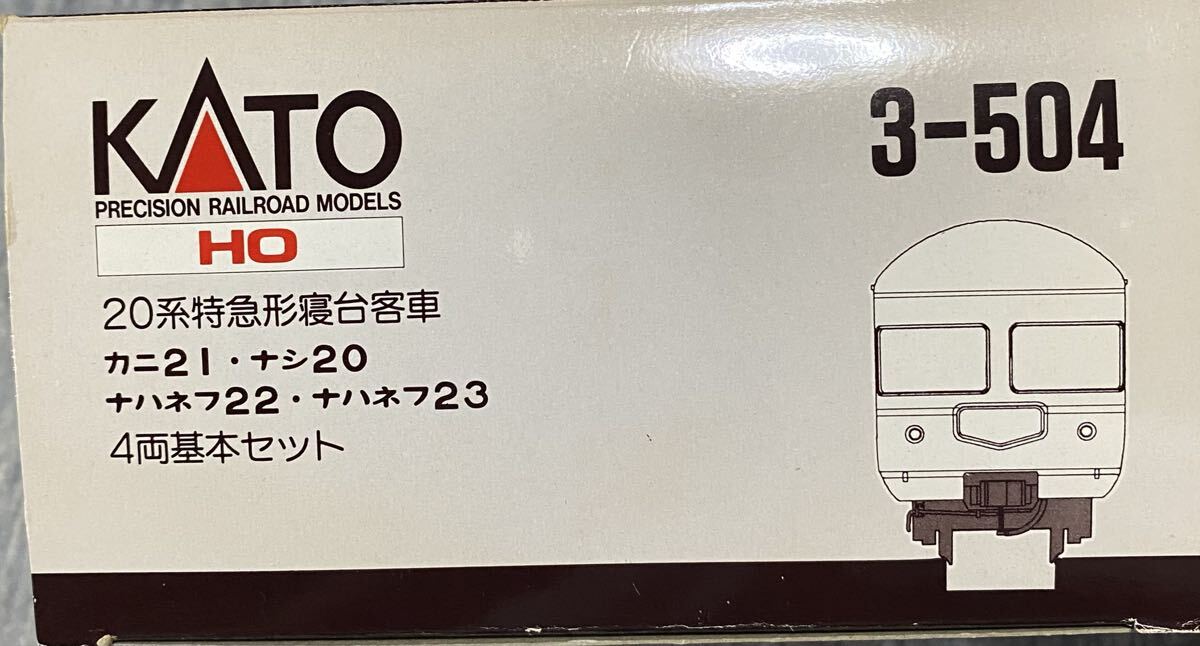 KATO
PRECISION RAILROAD MODELS
HO
20系特急形寝台客車
カニ21・ナシ20
ナハネフ22・ナハネフ23
4両基本セット
3-504